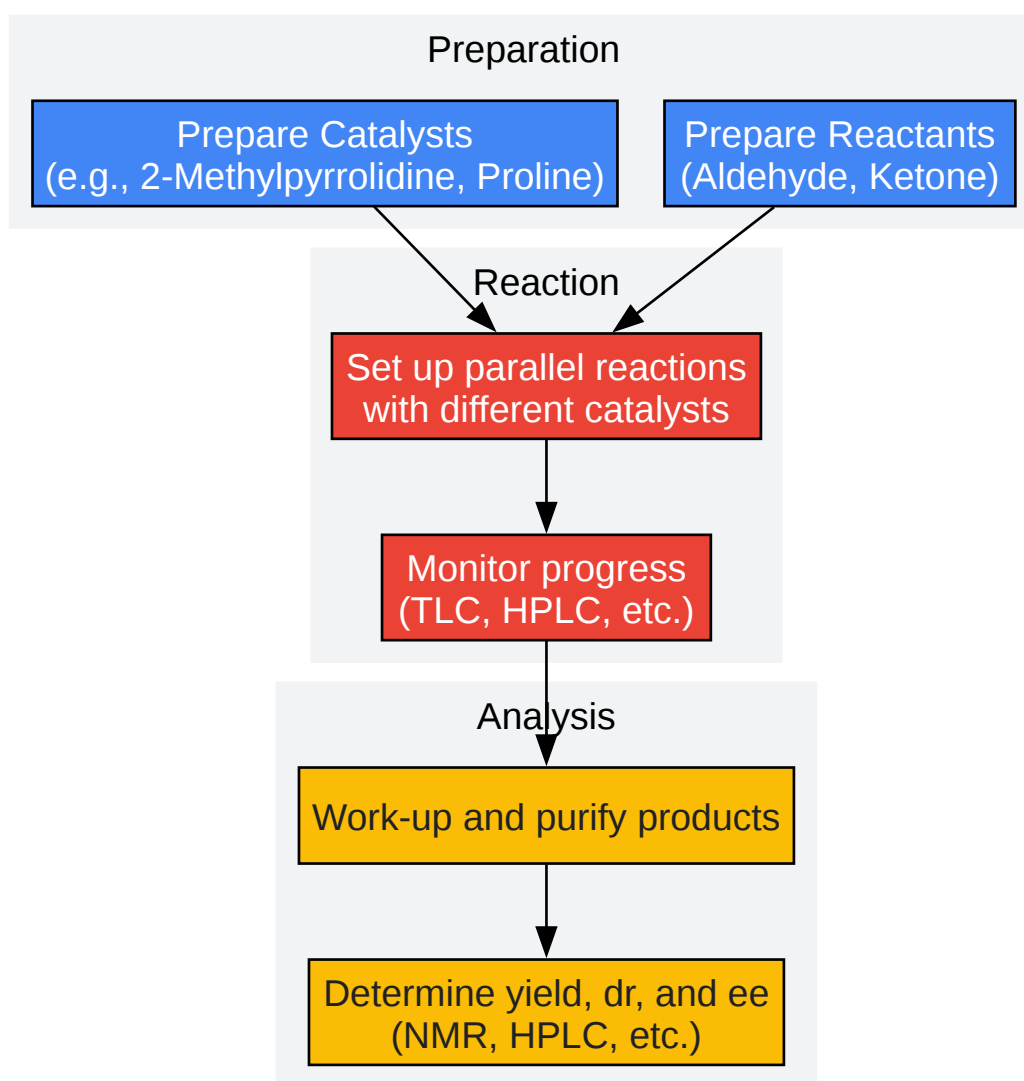 Preparation
Prepare Catalysts
(e.g., 2-Methylpyrrolidine, Proline)
Prepare Reactants
(Aldehyde, Ketone)
Reaction
Set up parallel reactions
with different catalysts
Monitor progress
(TLC, HPLC, etc.)
Analysis
Work-up and purify products
Determine yield, dr, and ee
(NMR, HPLC, etc.)